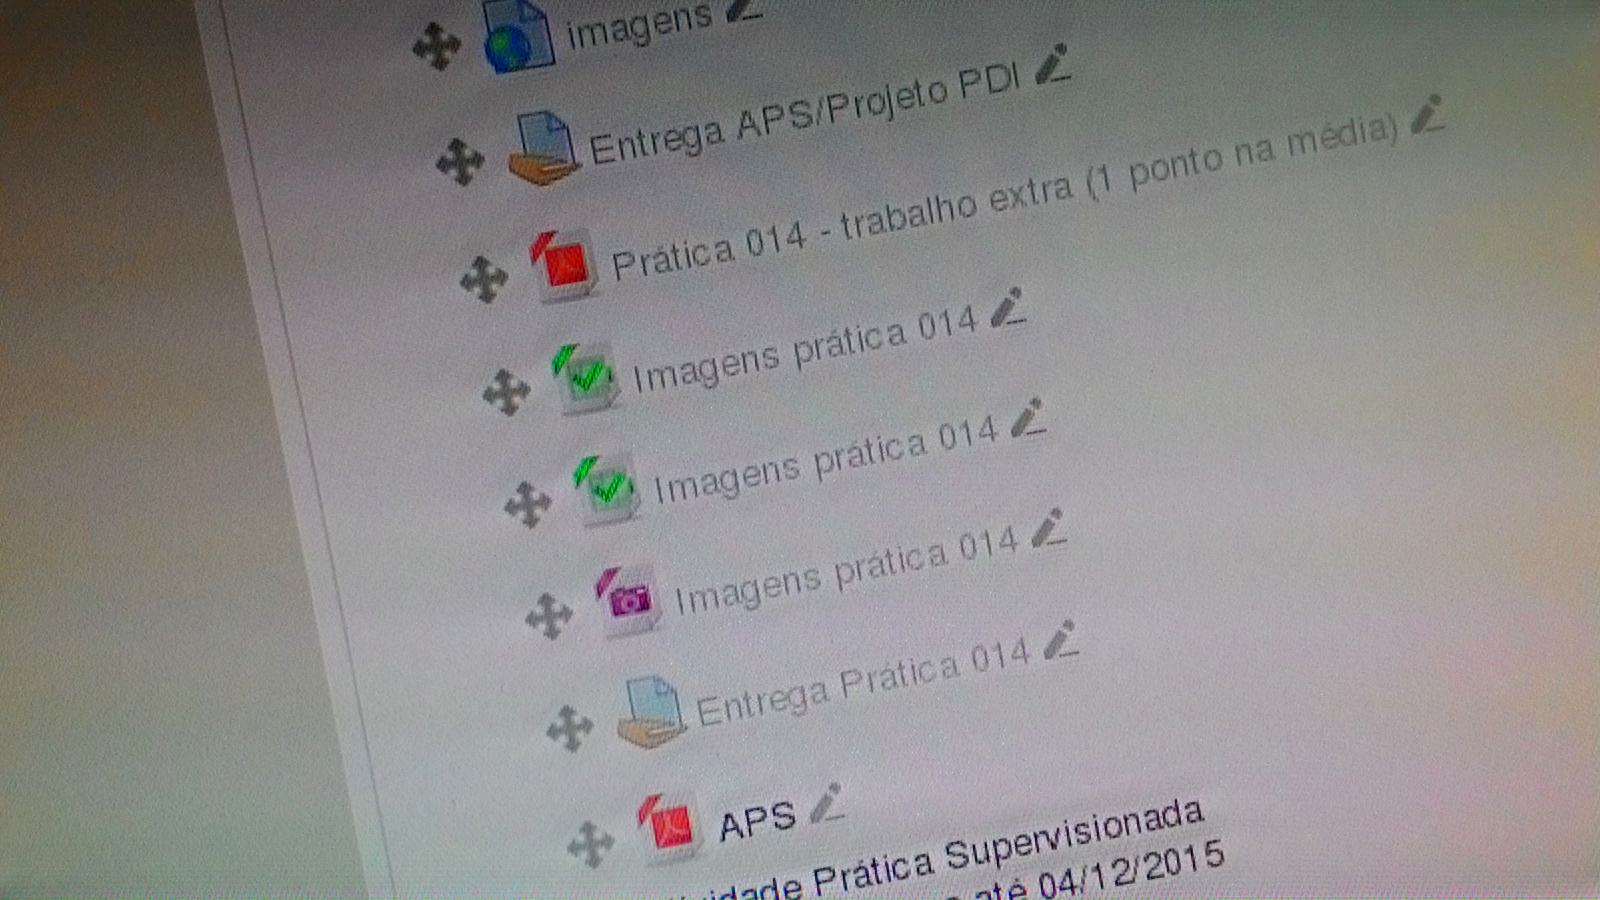 imagens
Entrega APS/Projeto PDI
Prática 014 - trabalho extra (1 ponto na média)
Imagens prática 014
Imagens prática 014
Imagens prática 014
Entrega Prática 014
APS
Prática Supervisionada
até 04/12/2015